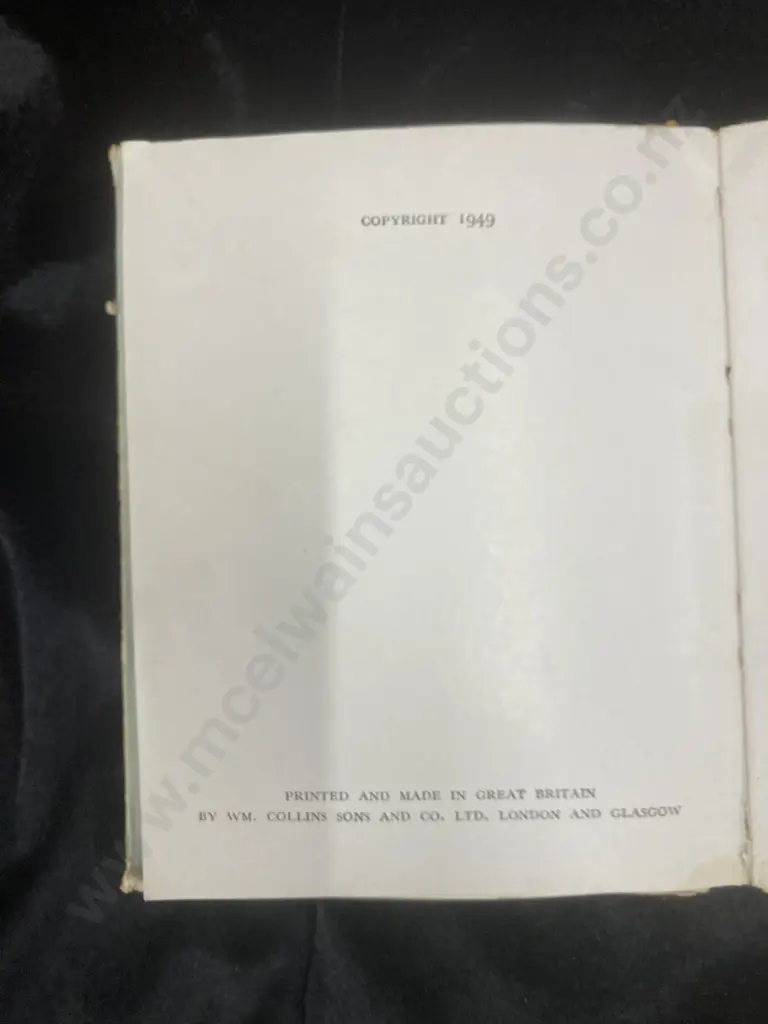 COPYRIGHT 1949
www.mcelwainsauctions.co.nz
PRINTED AND MADE IN GREAT BRITAIN
BY WM. COLLINS SONS AND CO. LTD. LONDON AND GLASGOW